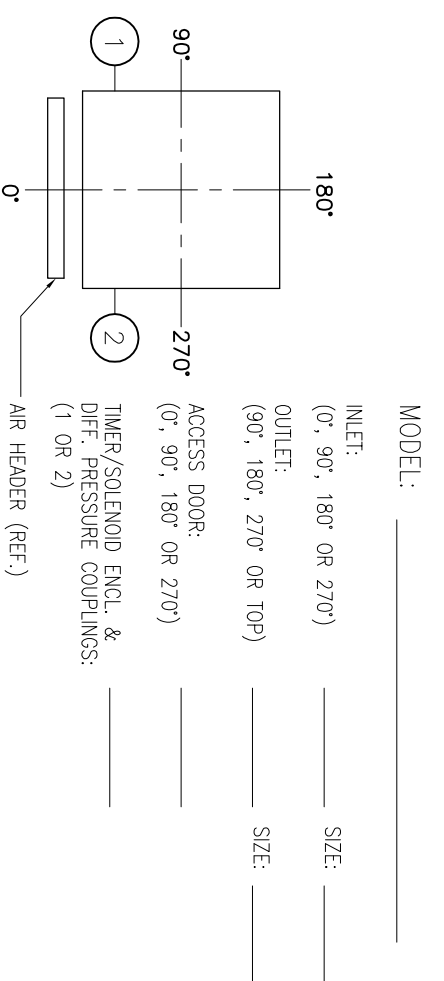 MODEL:
INLET:
(0°, 90°, 180° OR 270°) SIZE:
OUTLET:
(90°, 180°, 270° OR TOP) SIZE:
ACCESS DOOR:
(0°, 90°, 180° OR 270°)
TIMER/SOLENOID ENCL. &
DIFF. PRESSURE COUPLINGS:
(1 OR 2)
AIR HEADER (REF.)
180°
90°
270°
1
2
0°